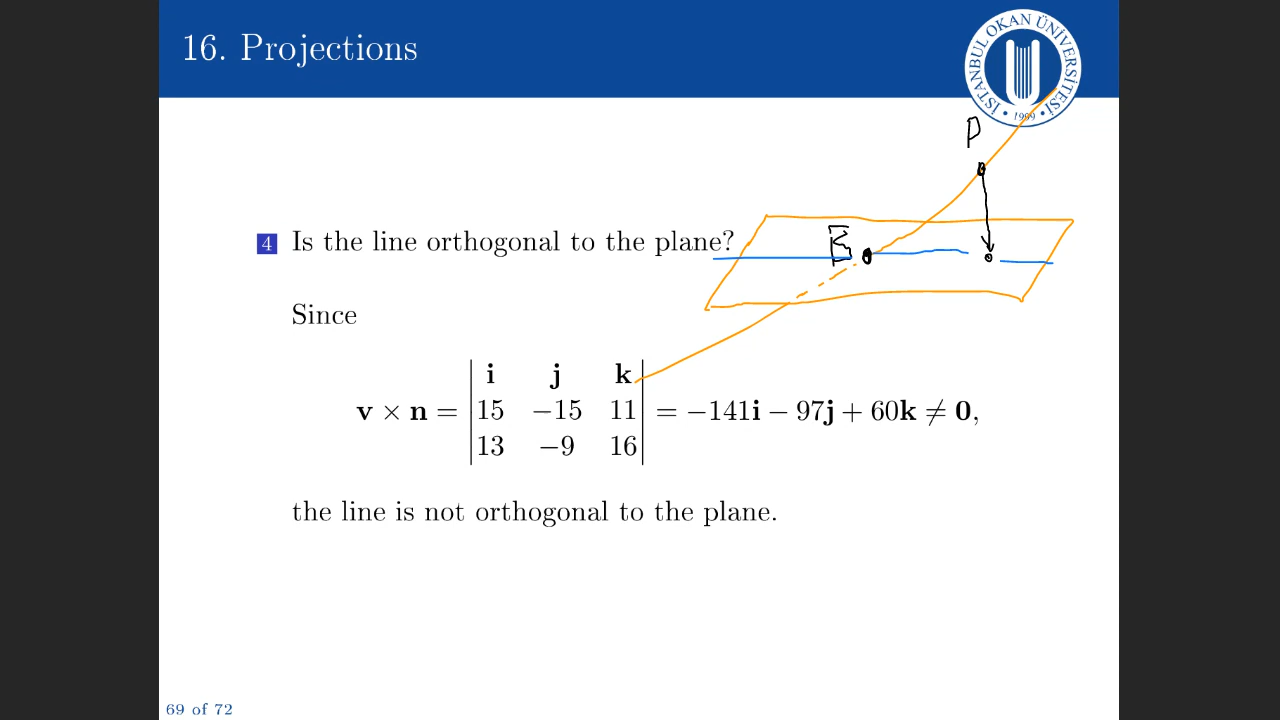 16. Projections
İSTANBUL OKAN ÜNİVERSİTESİ
• 1999 •
P
4 Is the line orthogonal to the plane?
Since
v × n = | i j k | = −141i − 97j + 60k ≠ 0,
15 −15 11
13 −9 16
the line is not orthogonal to the plane.
69 of 72